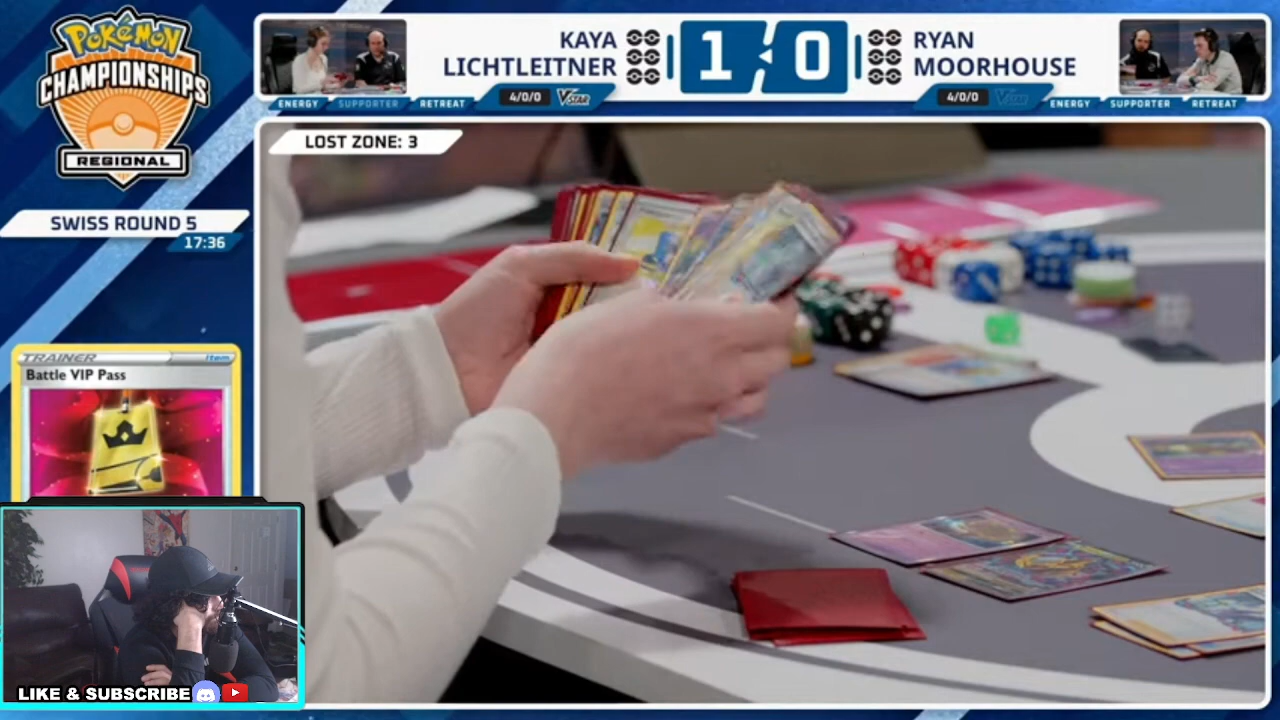 Pokémon
CHAMPIONSHIPS
REGIONAL
KAYA
LICHTLEITNER
1
0
RYAN
MOORHOUSE
ENERGY
SUPPORTER
RETREAT
4/0/0
VSTAR
4/0/0
VSTAR
ENERGY
SUPPORTER
RETREAT
LOST ZONE: 3
SWISS ROUND 5
17:36
TRAINER
Item
Battle VIP Pass
LIKE & SUBSCRIBE